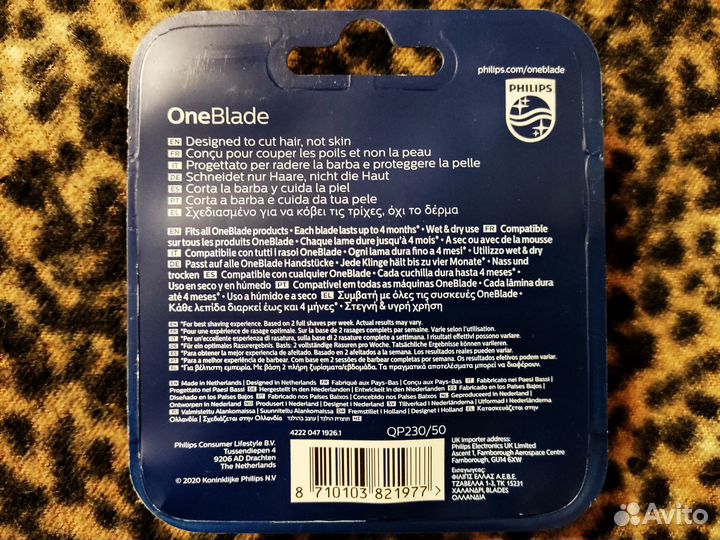 philips.com/oneblade
PHILIPS
OneBlade
EN Designed to cut hair, not skin
FR Conçu pour couper les poils et non la peau
IT Progettato per radere la barba e proteggere la pelle
DE Schneidet nur Haare, nicht die Haut
ES Corta la barba y cuida la piel
PT Corta a barba e cuida da tua pele
EL Σχεδιασμένο για να κόβει τις τρίχες, όχι το δέρμα
EN Fits all OneBlade products • Each blade lasts up to 4 months* • Wet & dry use FR Compatible
sur tous les produits OneBlade • Chaque lame dure jusqu'à 4 mois* • A sec ou avec de la mousse
IT Compatibile con tutti i rasoi OneBlade • Ogni lama dura fino a 4 mesi* • Utilizzo wet & dry
DE Passt auf alle OneBlade Handstücke • Jede Klinge hält bis zu vier Monate* • Nass und
trocken ES Compatible con cualquier OneBlade • Cada cuchilla dura hasta 4 meses* •
Uso en seco y en húmedo PT Compatível em todas as máquinas OneBlade • Cada lâmina dura
até 4 meses* • Uso a húmido e a seco EL Συμβατή με όλες τις συσκευές OneBlade •
Κάθε λεπίδα διαρκεί έως και 4 μήνες* • Στεγνή & υγρή χρήση
EN *For best shaving experience. Based on 2 full shaves per week. Actual results may vary.
FR *Pour une expérience de rasage optimale. Sur la base de 2 rasages complets par semaine. Varie selon l'utilisation.
IT *Per un'eccellente esperienza di rasatura, sulla base di 2 rasature complete a settimana. I risultati effettivi possono variare.
DE *Für ein optimales Rasurergebnis. Basis: 2 vollständige Rasuren pro Woche. Tatsächliche Ergebnisse können variieren.
ES *Para obtener la mejor experiencia de afeitado. Basado en 2 afeitados a la semana. Los resultados reales pueden variar.
PT *Para a melhor experiência de barbear. Com base em 2 sessões de barbear completas por semana. Os resultados efetivos podem variar.
EL *Για βέλτιστη εμπειρία. Με βάση 2 πλήρη ξυρίσματα/εβδομάδα. Τα πραγματικά αποτελέσματα μπορεί να διαφέρουν.
EN Made in Netherlands | Designed in Netherlands FR Fabriqué aux Pays-Bas | Conçu aux Pays-Bas IT Fabbricato nei Paesi Bassi |
Progettato nei Paesi Bassi DE Hergestellt in den Niederlanden | Entwickelt in den Niederlanden ES Fabricado en los Países Bajos |
Diseñado en los Países Bajos PT Fabricado nos Países Baixos | Concebido nos Países Baixos NL Geproduceerd in Nederland |
Ontworpen in Nederland NO Produsert i Nederland | Designet i Nederland SV Tillverkad i Nederländerna | Utformad i Nederländerna
FI Valmistettu Alankomaissa | Suunniteltu Alankomaissa DA Fremstillet i Holland | Designet i Holland EL Κατασκευάζεται στην
Ολλανδία | Σχεδιάζεται στην Ολλανδία
4222 047 1926.1
QP230/50
Philips Consumer Lifestyle B.V.
Tussendiepen 4
9206 AD Drachten
The Netherlands
© 2020 Koninklijke Philips N.V
8 710103 821977
UK importer address:
Philips Electronics UK Limited
Ascent 1, Farnborough Aerospace Centre
Farnborough, GU14 6XW
Εισαγωγέας:
ΦΙΛΙΠΣ ΕΛΛΑΣ Α.Ε.Β.Ε.
ΤΖΑΒΕΛΛΑ 1-3, ΤΚ 15231
ΧΑΛΑΝΔΡΙ, BLADES
ΟΛΛΑΝΔΙΑ
Avito